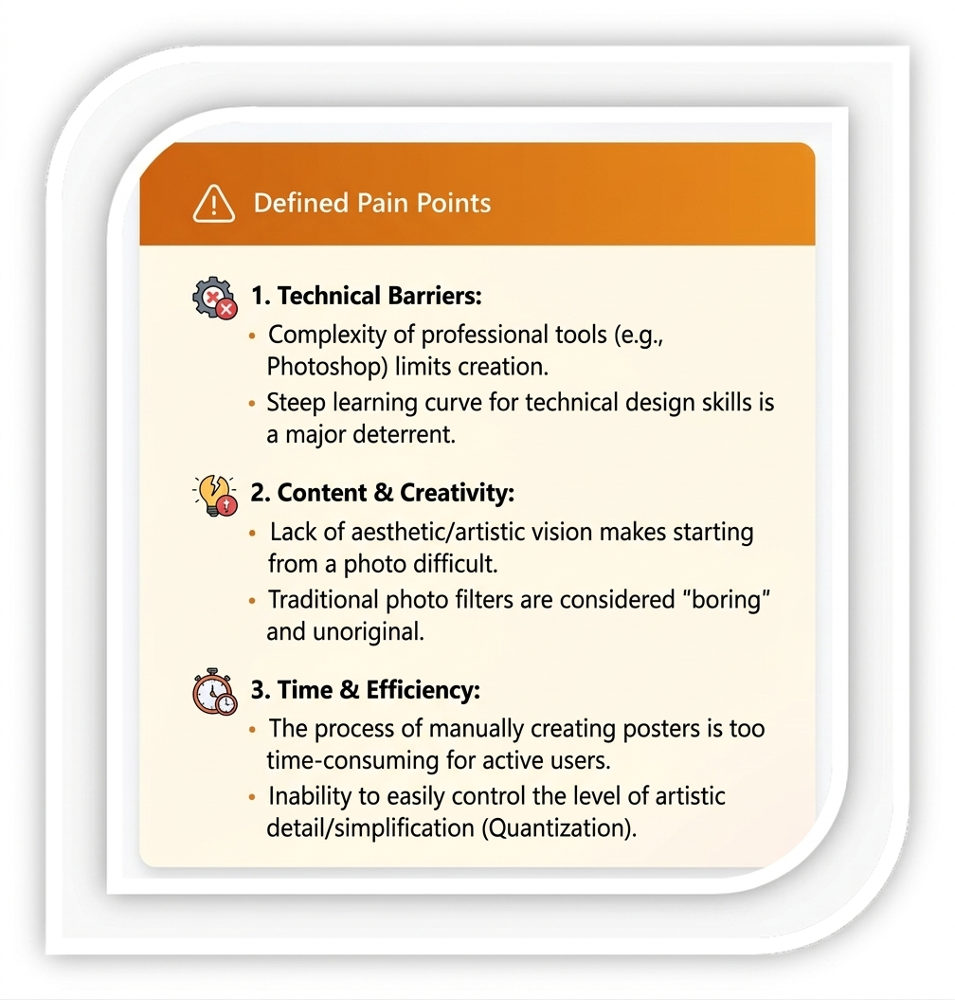 Defined Pain Points
1. Technical Barriers:
• Complexity of professional tools (e.g.,
Photoshop) limits creation.
• Steep learning curve for technical design skills is
a major deterrent.
2. Content & Creativity:
• Lack of aesthetic/artistic vision makes starting
from a photo difficult.
• Traditional photo filters are considered "boring"
and unoriginal.
3. Time & Efficiency:
• The process of manually creating posters is too
time-consuming for active users.
• Inability to easily control the level of artistic
detail/simplification (Quantization).